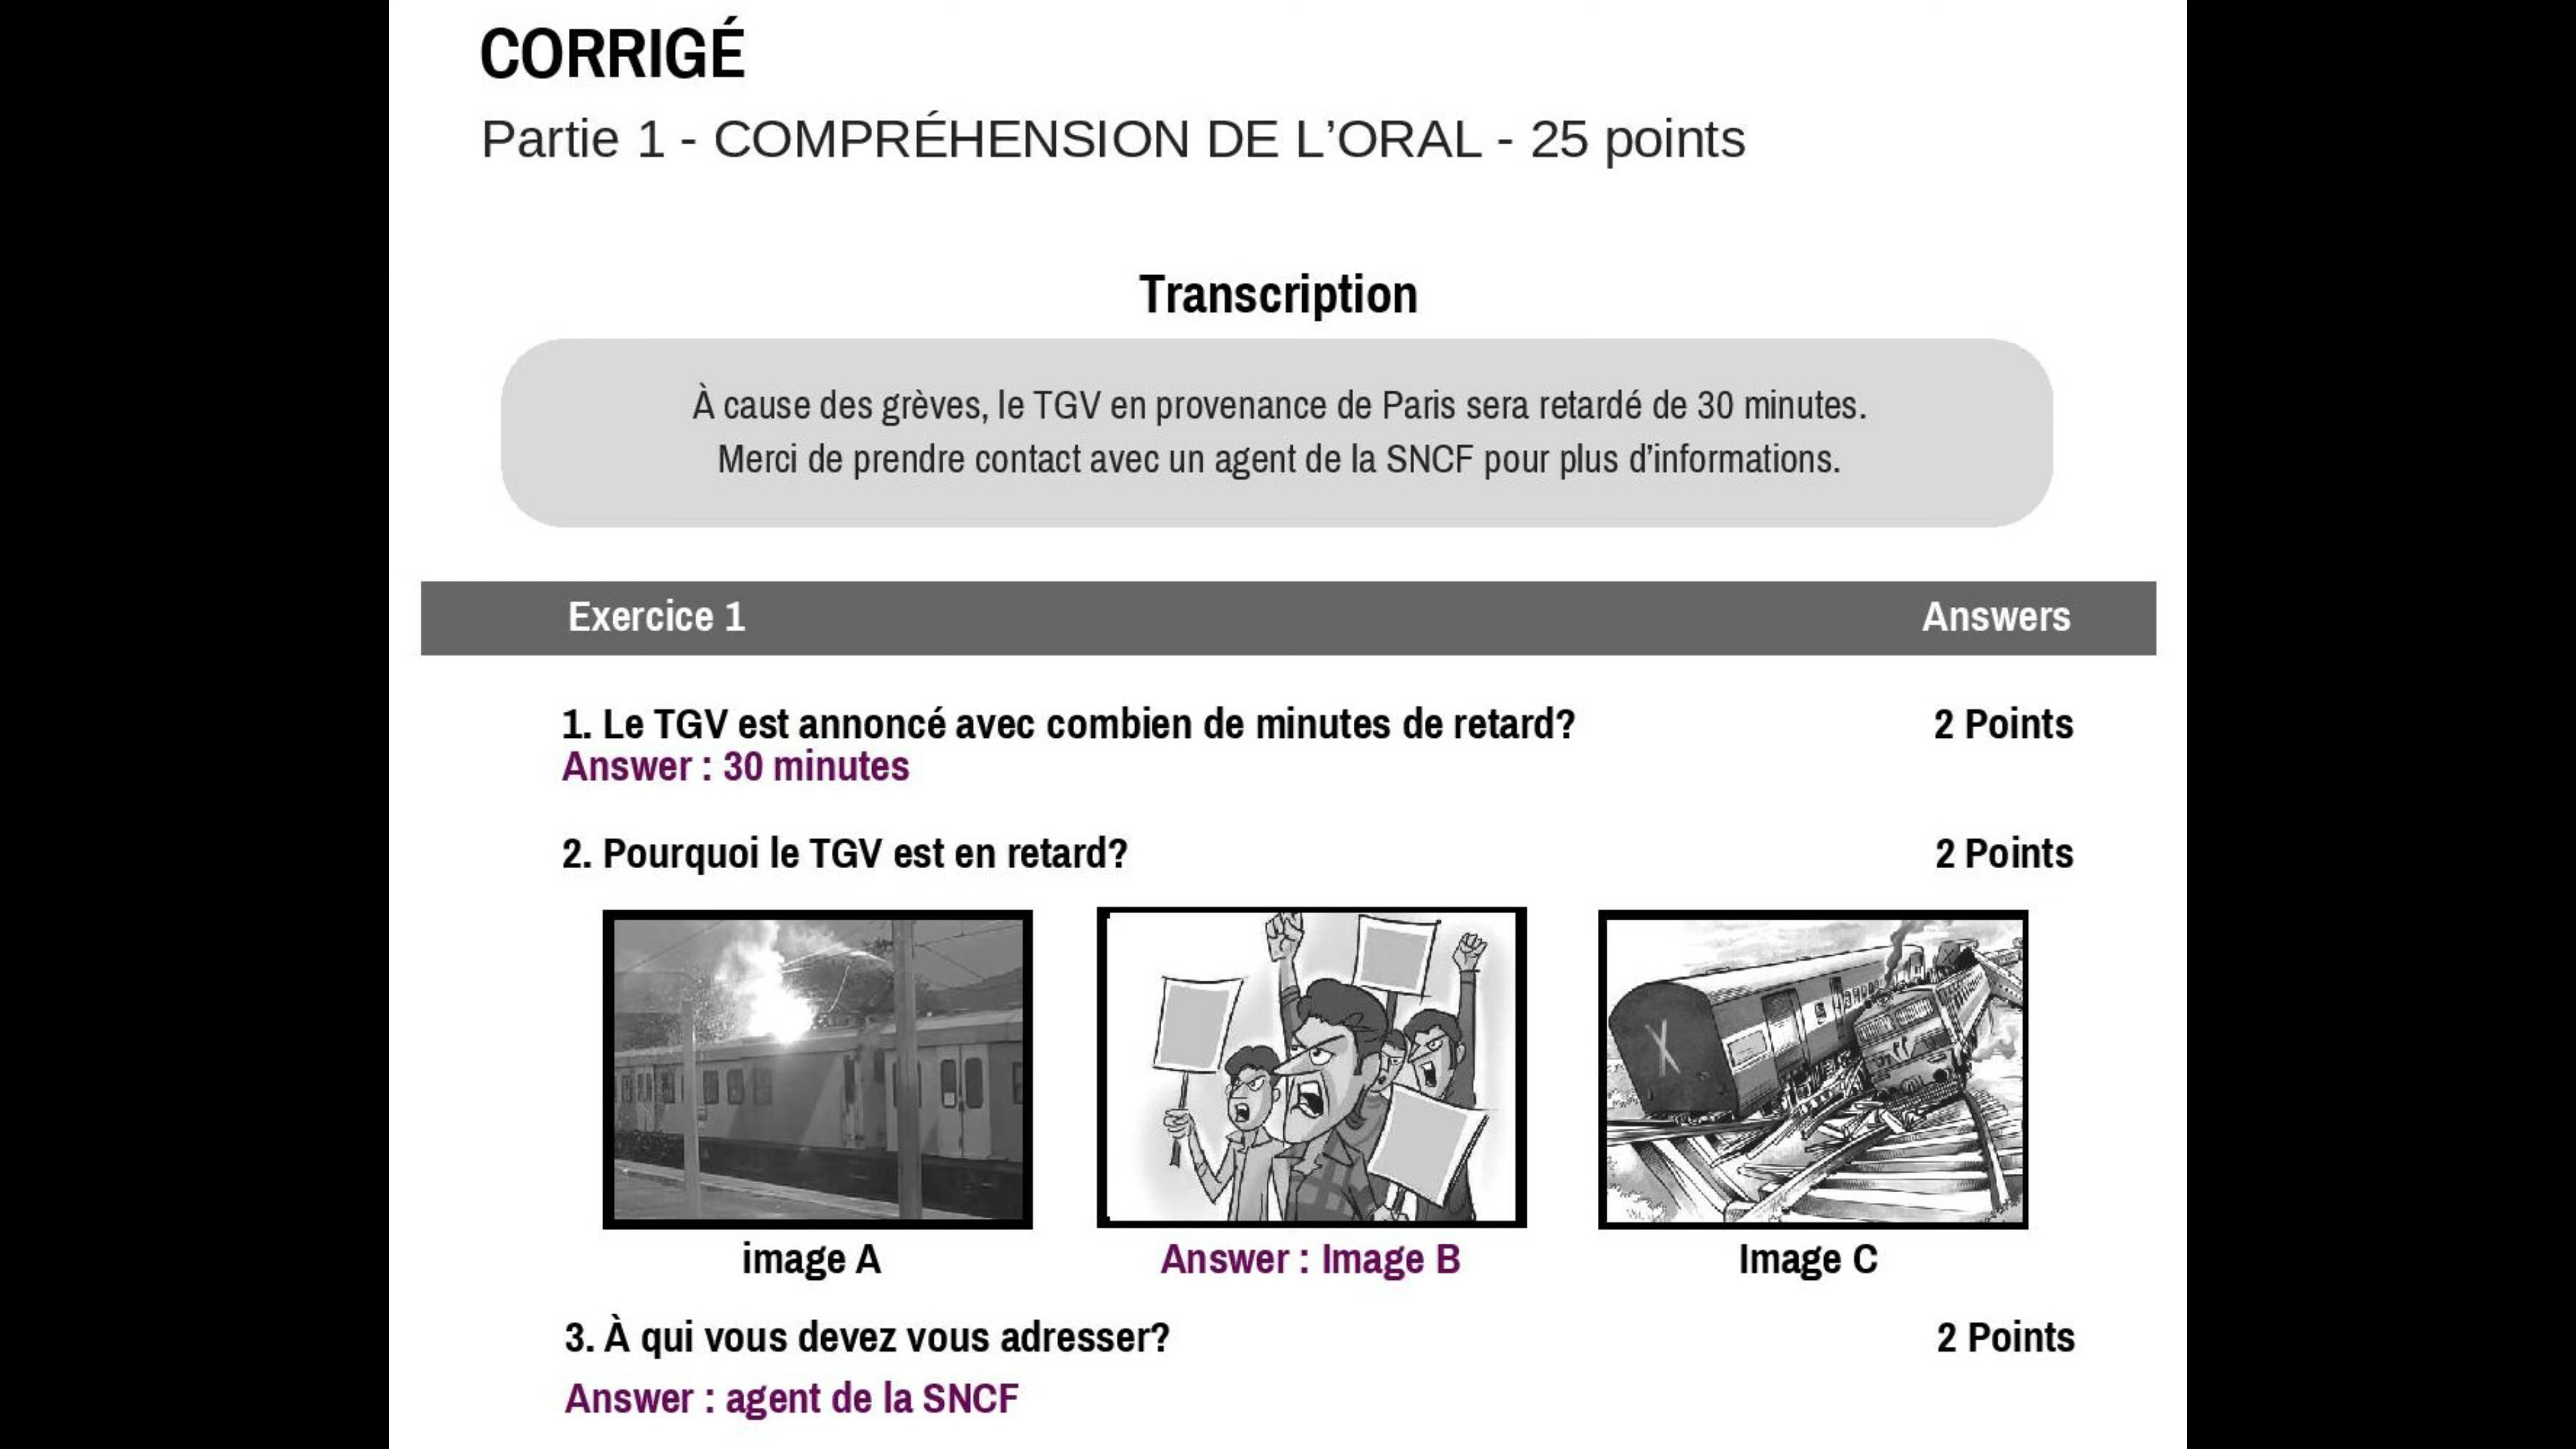 CORRIGÉ
Partie 1 - COMPRÉHENSION DE L’ORAL - 25 points
Transcription
À cause des grèves, le TGV en provenance de Paris sera retardé de 30 minutes.
Merci de prendre contact avec un agent de la SNCF pour plus d’informations.
Exercice 1 Answers
1. Le TGV est annoncé avec combien de minutes de retard? 2 Points
Answer : 30 minutes
2. Pourquoi le TGV est en retard? 2 Points
X
image A Answer : Image B Image C
3. À qui vous devez vous adresser? 2 Points
Answer : agent de la SNCF